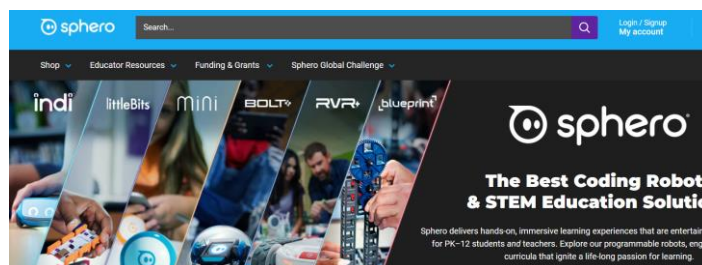 sphero
Search...
Login / Signup
My account
Shop
Educator Resources
Funding & Grants
Sphero Global Challenge
indi
littleBits
mini
BOLT+
RVR+
blueprint
sphero
The Best Coding Robot
& STEM Education Soluti
Sphero delivers hands-on, immersive learning experiences that are entertain
for PK–12 students and teachers. Explore our programmable robots, eng
curricula that ignite a life-long passion for learning.